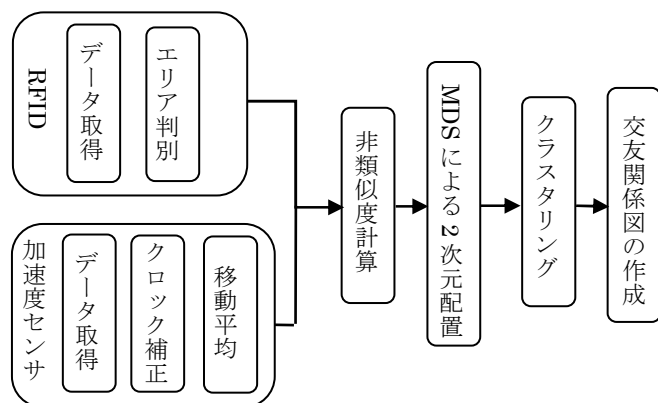 RFID
データ取得
エリア判別
加速度センサ
データ取得
クロック補正
移動平均
非類似度計算
MDSによる2次元配置
クラスタリング
交友関係図の作成